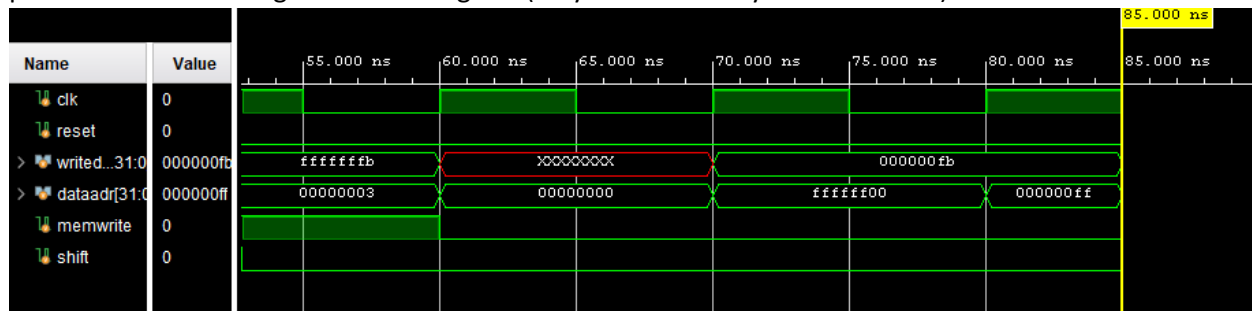 85.000 ns
Name Value 55.000 ns 60.000 ns 65.000 ns 70.000 ns 75.000 ns 80.000 ns 85.000 ns
clk 0
reset 0
> writed...31:0 000000fb fffffffb XXXXXXXX 000000fb
> dataadr[31:0 000000ff 00000003 00000000 ffffff00 000000ff
memwrite 0
shift 0